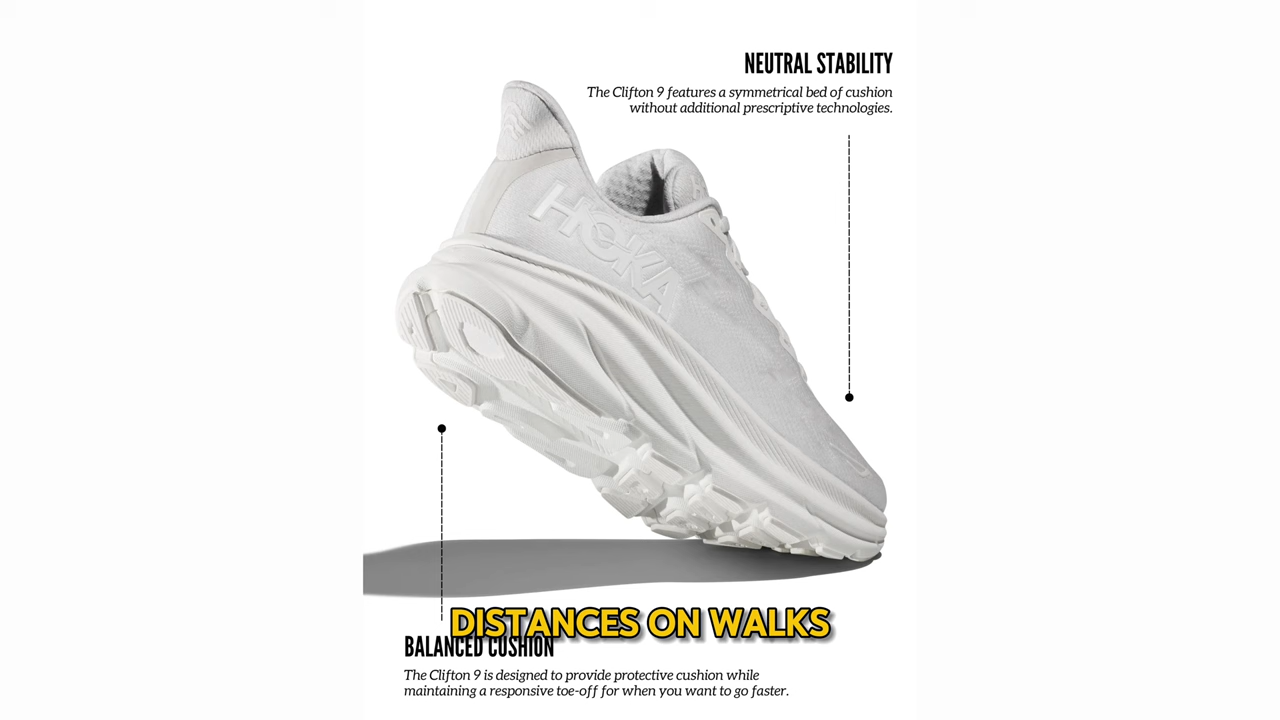 NEUTRAL STABILITY
The Clifton 9 features a symmetrical bed of cushion
without additional prescriptive technologies.
HOKA
DISTANCES ON WALKS
BALANCED CUSHION
The Clifton 9 is designed to provide protective cushion while
maintaining a responsive toe-off for when you want to go faster.